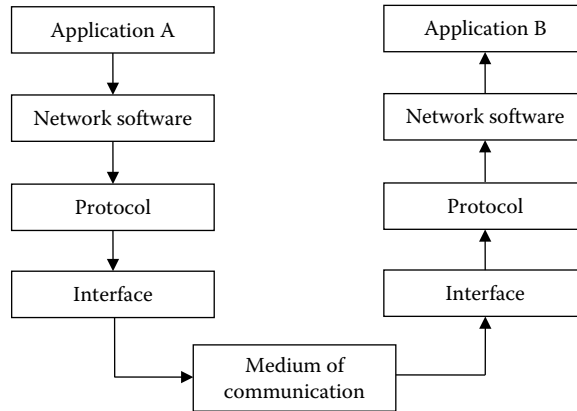 Application A
Application B
Network software
Network software
Protocol
Protocol
Interface
Interface
Medium of
communication